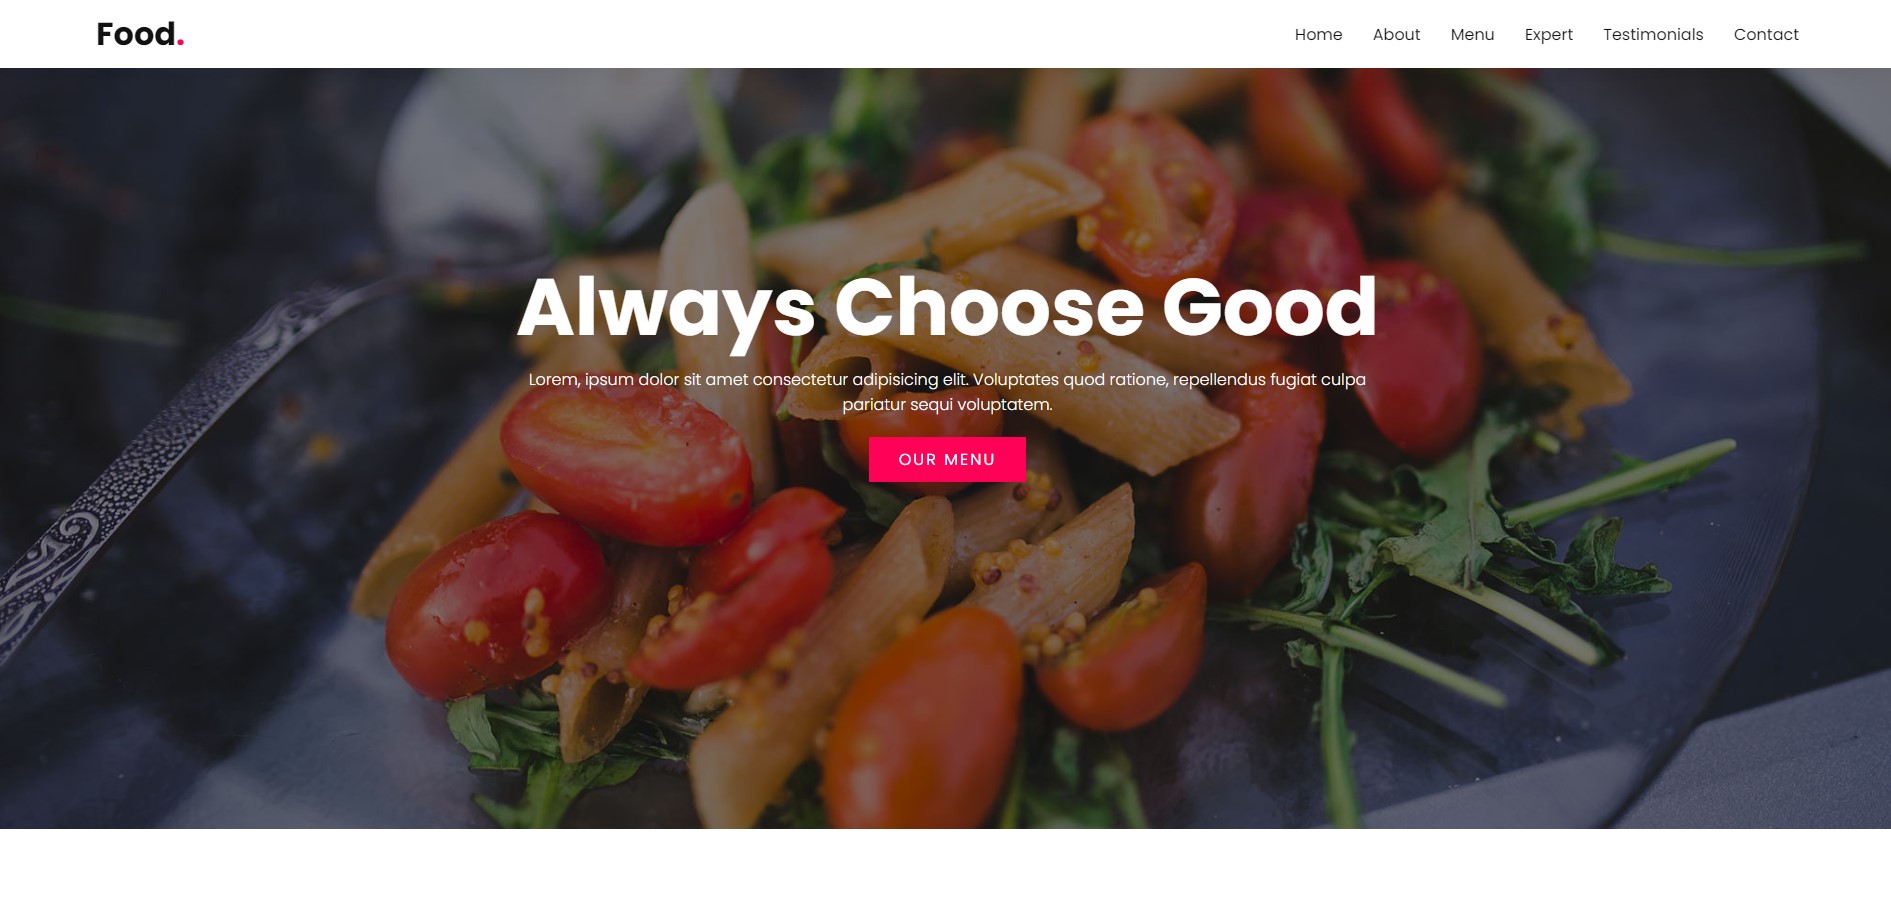 Food.
Home About Menu Expert Testimonials Contact
Always Choose Good
Lorem, ipsum dolor sit amet consectetur adipisicing elit. Voluptates quod ratione, repellendus fugiat culpa
pariatur sequi voluptatem.
OUR MENU